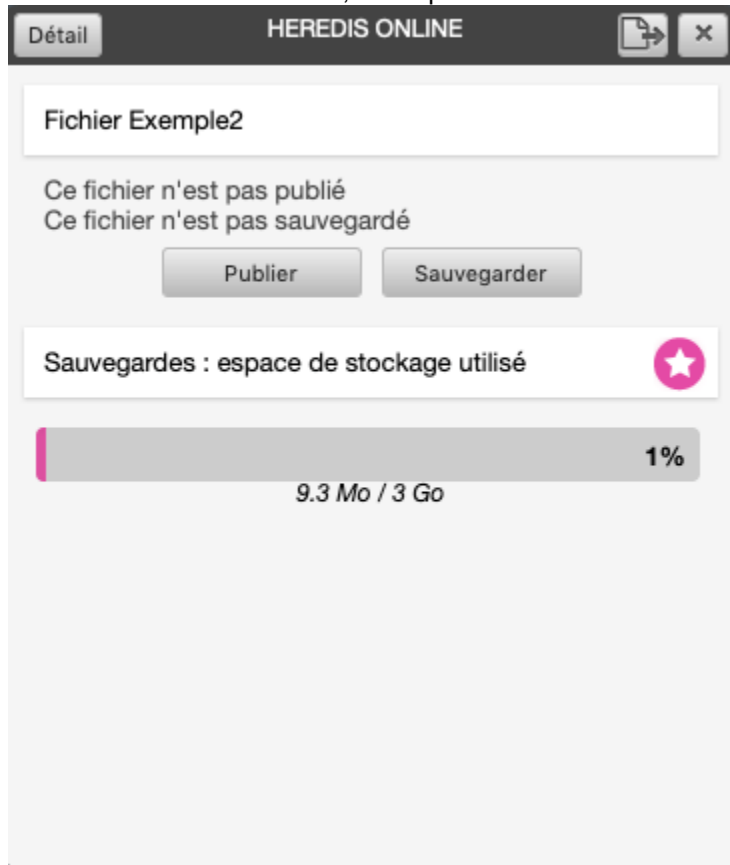 Détail
HEREDIS ONLINE
×
Fichier Exemple2
Ce fichier n'est pas publié
Ce fichier n'est pas sauvegardé
Publier
Sauvegarder
Sauvegardes : espace de stockage utilisé
1%
9.3 Mo / 3 Go